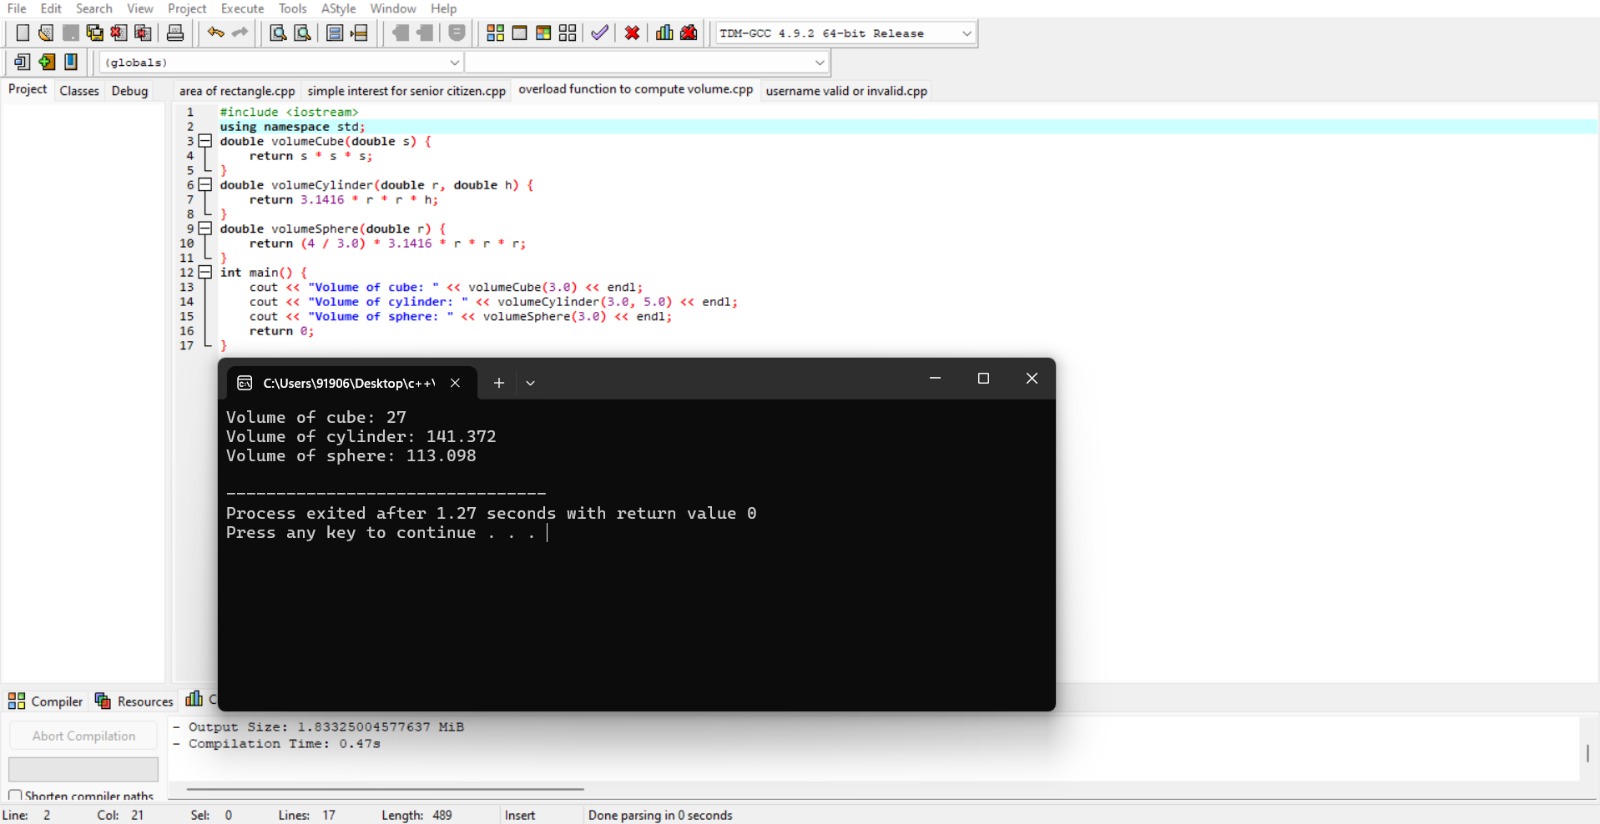 File Edit Search View Project Execute Tools AStyle Window Help
TDM-GCC 4.9.2 64-bit Release
(globals)
Project Classes Debug
area of rectangle.cpp simple interest for senior citizen.cpp overload function to compute volume.cpp username valid or invalid.cpp
1 #include <iostream>
2 using namespace std;
3 double volumeCube(double s) {
4 return s * s * s;
5 }
6 double volumeCylinder(double r, double h) {
7 return 3.1416 * r * r * h;
8 }
9 double volumeSphere(double r) {
10 return (4 / 3.0) * 3.1416 * r * r * r;
11 }
12 int main() {
13 cout << "Volume of cube: " << volumeCube(3.0) << endl;
14 cout << "Volume of cylinder: " << volumeCylinder(3.0, 5.0) << endl;
15 cout << "Volume of sphere: " << volumeSphere(3.0) << endl;
16 return 0;
17 }
C:\Users\91906\Desktop\c++\
Volume of cube: 27
Volume of cylinder: 141.372
Volume of sphere: 113.098
--------------------------------
Process exited after 1.27 seconds with return value 0
Press any key to continue . . .
Compiler Resources C
Abort Compilation
Shorten compiler paths
- Output Size: 1.83325004577637 MiB
- Compilation Time: 0.47s
Line: 2 Col: 21 Sel: 0 Lines: 17 Length: 489 Insert Done parsing in 0 seconds